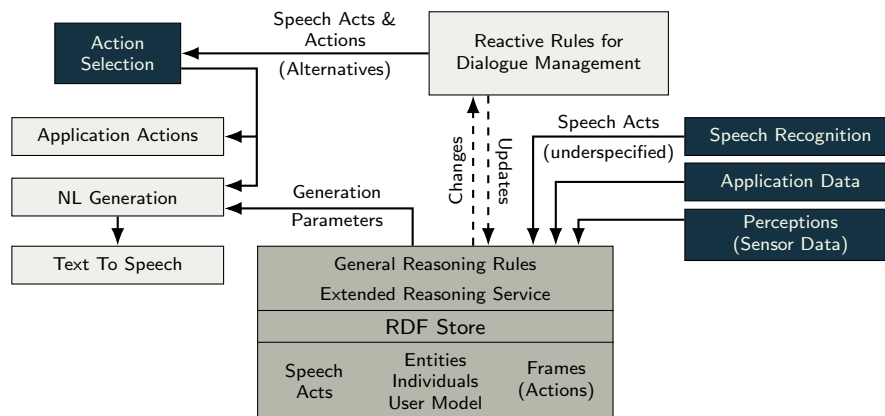 Action
Selection
Speech Acts &
Actions
(Alternatives)
Reactive Rules for
Dialogue Management
Application Actions
Changes
Updates
Speech Acts
(underspecified)
Speech Recognition
NL Generation
Generation
Parameters
Application Data
Perceptions
(Sensor Data)
Text To Speech
General Reasoning Rules
Extended Reasoning Service
RDF Store
Speech
Acts
Entities
Individuals
User Model
Frames
(Actions)